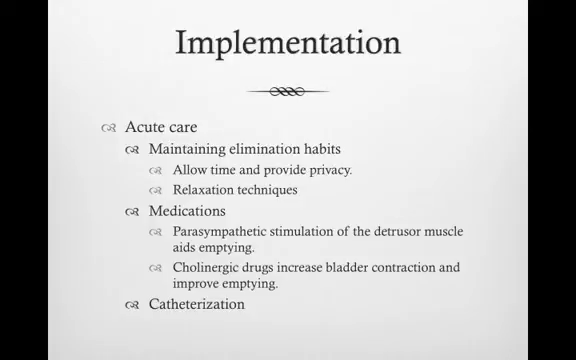 Implementation
Acute care
Maintaining elimination habits
Allow time and provide privacy.
Relaxation techniques
Medications
Parasympathetic stimulation of the detrusor muscle
aids emptying.
Cholinergic drugs increase bladder contraction and
improve emptying.
Catheterization